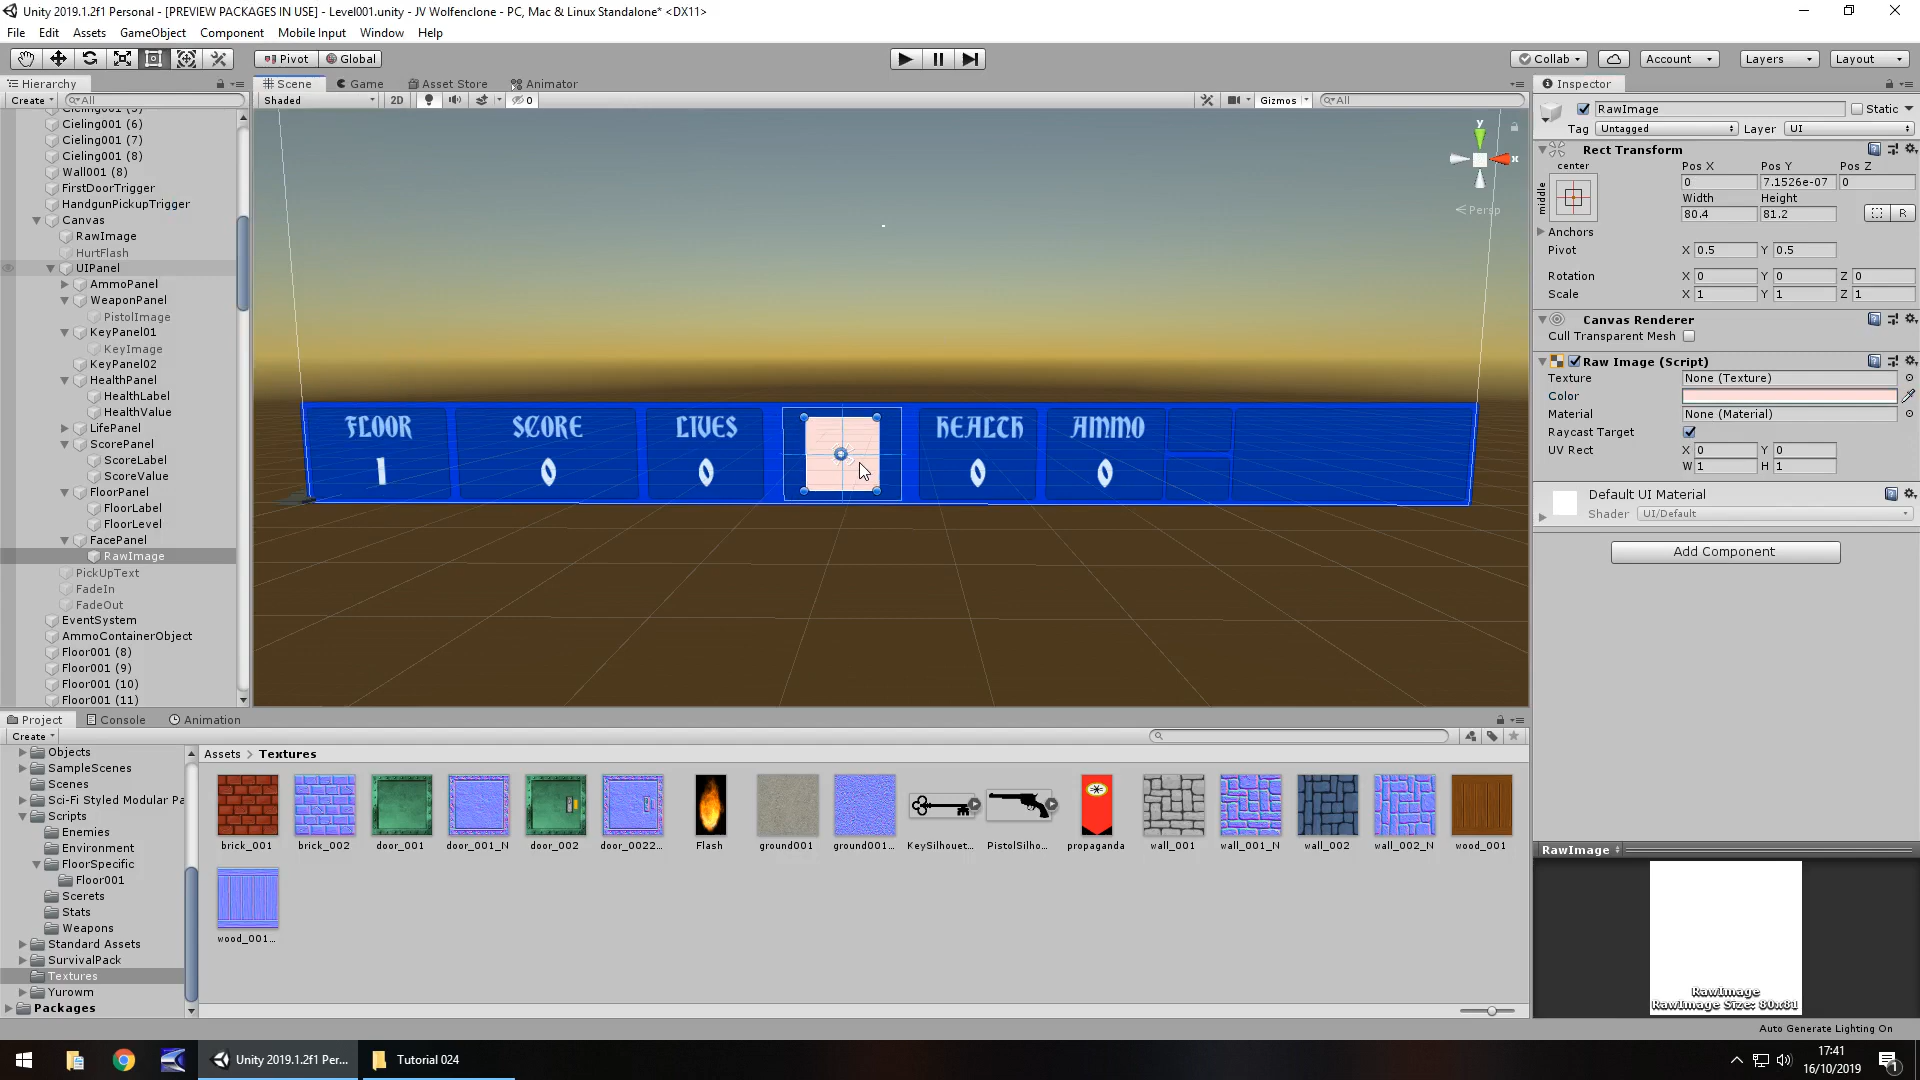 Unity 2019.1.2f1 Personal - [PREVIEW PACKAGES IN USE] - Level001.unity - JV Wolfenclone - PC, Mac & Linux Standalone* <DX11>
File Edit Assets GameObject Component Mobile Input Window Help
Pivot Global Collab Account Layers Layout
Hierarchy
Create All
Cieling001 (6)
Cieling001 (7)
Cieling001 (8)
Wall001 (8)
FirstDoorTrigger
HandgunPickupTrigger
Canvas
RawImage
HurtFlash
UIPanel
AmmoPanel
WeaponPanel
PistolImage
KeyPanel01
KeyImage
KeyPanel02
HealthPanel
HealthLabel
HealthValue
LifePanel
ScorePanel
ScoreLabel
ScoreValue
FloorPanel
FloorLabel
FloorLevel
FacePanel
RawImage
PickUpText
FadeIn
FadeOut
EventSystem
AmmoContainerObject
Floor001 (8)
Floor001 (9)
Floor001 (10)
Floor001 (11)
Scene Game Asset Store Animator
Shaded 2D 0 Gizmos All
y
x
Persp
FLOOR SCORE LIVES HEALTH AMMO
1 0 0 0 0
Inspector
RawImage Static
Tag Untagged Layer UI
Rect Transform
center
middle
Pos X Pos Y Pos Z
0 7.1526e-07 0
Width Height
80.4 81.2 R
Anchors
Pivot X 0.5 Y 0.5
Rotation X 0 Y 0 Z 0
Scale X 1 Y 1 Z 1
Canvas Renderer
Cull Transparent Mesh
Raw Image (Script)
Texture None (Texture)
Color
Material None (Material)
Raycast Target
UV Rect X 0 Y 0
W 1 H 1
Default UI Material
Shader UI/Default
Add Component
RawImage
RawImage
RawImage Size: 80x81
Project Console Animation
Create
Objects
SampleScenes
Scenes
Sci-Fi Styled Modular Pa
Scripts
Enemies
Environment
FloorSpecific
Floor001
Scerets
Stats
Weapons
Standard Assets
SurvivalPack
Textures
Yurowm
Packages
Assets > Textures
brick_001 brick_002 door_001 door_001_N door_002 door_0022... Flash ground001 ground001... KeySilhouet... PistolSilho... propaganda wall_001 wall_001_N wall_002 wall_002_N wood_001
wood_001...
Auto Generate Lighting On
Unity 2019.1.2f1 Per... Tutorial 024
17:41
16/10/2019
1